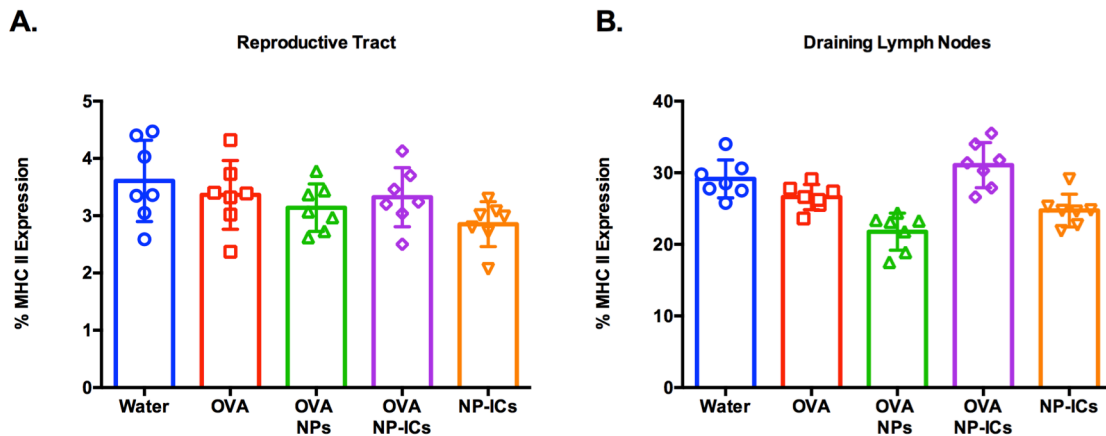 A.
Reproductive Tract
% MHC II Expression
5
4
3
2
1
0
Water
OVA
OVA
NPs
OVA
NP-ICs
NP-ICs
B.
Draining Lymph Nodes
% MHC II Expression
40
30
20
10
0
Water
OVA
OVA
NPs
OVA
NP-ICs
NP-ICs